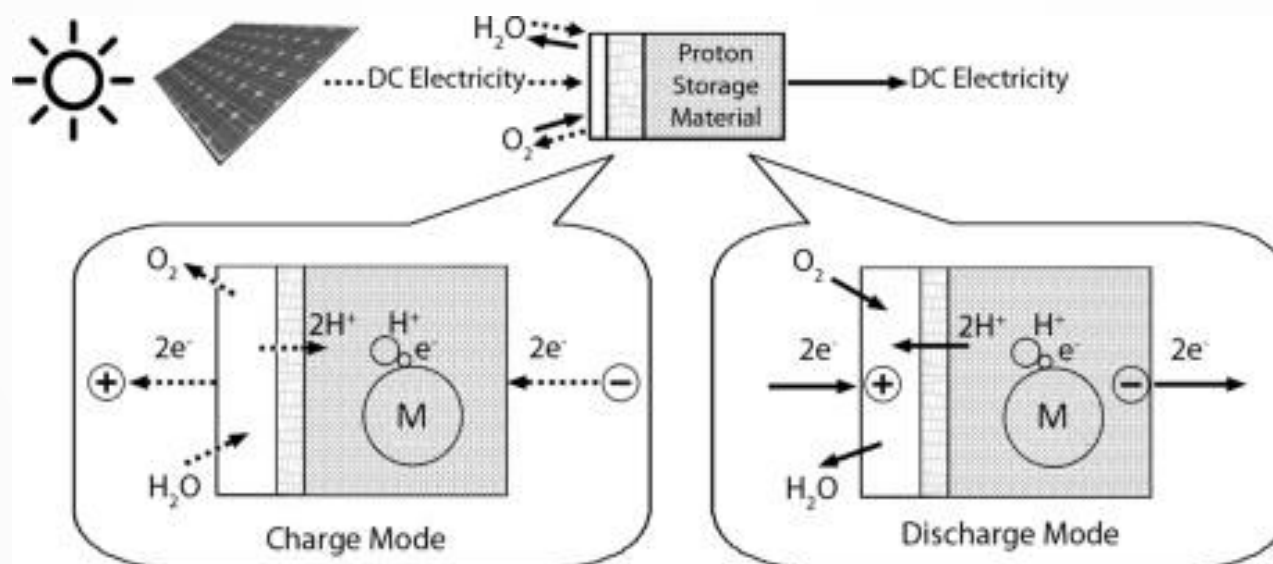 H₂O
DC Electricity
Proton
Storage
Material
DC Electricity
O₂
O₂
2H⁺
H⁺
e⁻
2e⁻
2e⁻
+
−
M
H₂O
Charge Mode
O₂
2H⁺
H⁺
e⁻
2e⁻
2e⁻
+
−
M
H₂O
Discharge Mode